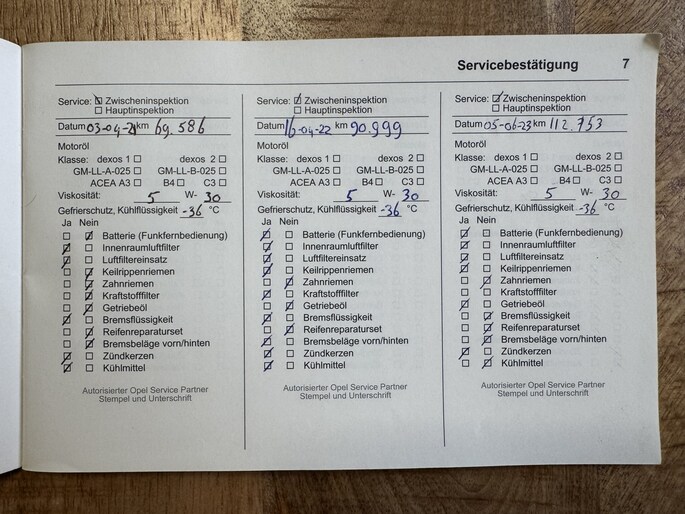 Servicebestätigung 7
Service: Zwischeninspektion
Hauptinspektion
Datum 03-04-21 km 69.586
Motoröl
Klasse: dexos 1 dexos 2
GM-LL-A-025 GM-LL-B-025
ACEA A3 B4 C3
Viskosität: 5 W- 30
Gefrierschutz, Kühlflüssigkeit -36 °C
Ja Nein
Batterie (Funkfernbedienung)
Innenraumluftfilter
Luftfiltereinsatz
Keilrippenriemen
Zahnriemen
Kraftstofffilter
Getriebeöl
Bremsflüssigkeit
Reifenreparaturset
Bremsbeläge vorn/hinten
Zündkerzen
Kühlmittel
Autorisierter Opel Service Partner
Stempel und Unterschrift
Service: Zwischeninspektion
Hauptinspektion
Datum 16-04-22 km 90.999
Motoröl
Klasse: dexos 1 dexos 2
GM-LL-A-025 GM-LL-B-025
ACEA A3 B4 C3
Viskosität: 5 W- 30
Gefrierschutz, Kühlflüssigkeit -36 °C
Ja Nein
Batterie (Funkfernbedienung)
Innenraumluftfilter
Luftfiltereinsatz
Keilrippenriemen
Zahnriemen
Kraftstofffilter
Getriebeöl
Bremsflüssigkeit
Reifenreparaturset
Bremsbeläge vorn/hinten
Zündkerzen
Kühlmittel
Autorisierter Opel Service Partner
Stempel und Unterschrift
Service: Zwischeninspektion
Hauptinspektion
Datum 05-06-23 km 112.753
Motoröl
Klasse: dexos 1 dexos 2
GM-LL-A-025 GM-LL-B-025
ACEA A3 B4 C3
Viskosität: 5 W- 30
Gefrierschutz, Kühlflüssigkeit -36 °C
Ja Nein
Batterie (Funkfernbedienung)
Innenraumluftfilter
Luftfiltereinsatz
Keilrippenriemen
Zahnriemen
Kraftstofffilter
Getriebeöl
Bremsflüssigkeit
Reifenreparaturset
Bremsbeläge vorn/hinten
Zündkerzen
Kühlmittel
Autorisierter Opel Service Partner
Stempel und Unterschrift